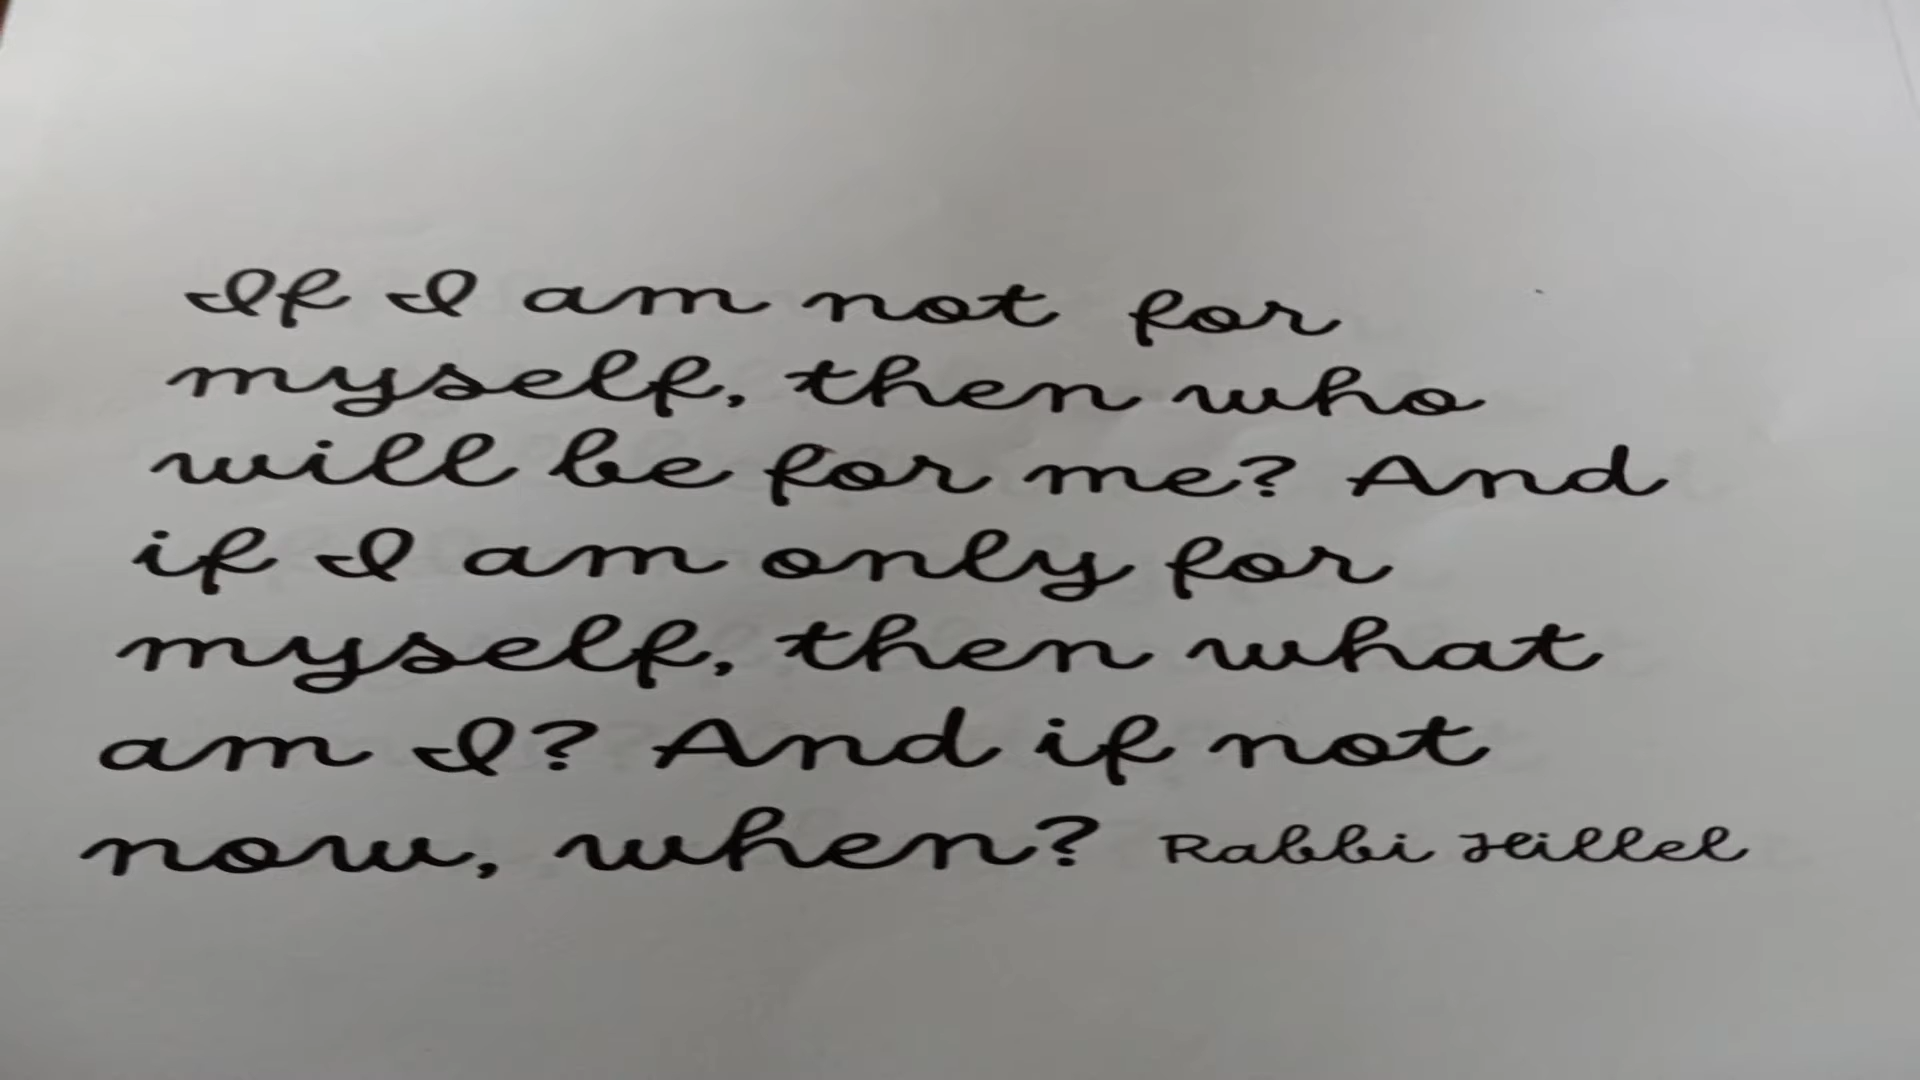 If I am not for
myself, then who
will be for me? And
if I am only for
myself, then what
am I? And if not
now, when? Rabbi Hillel